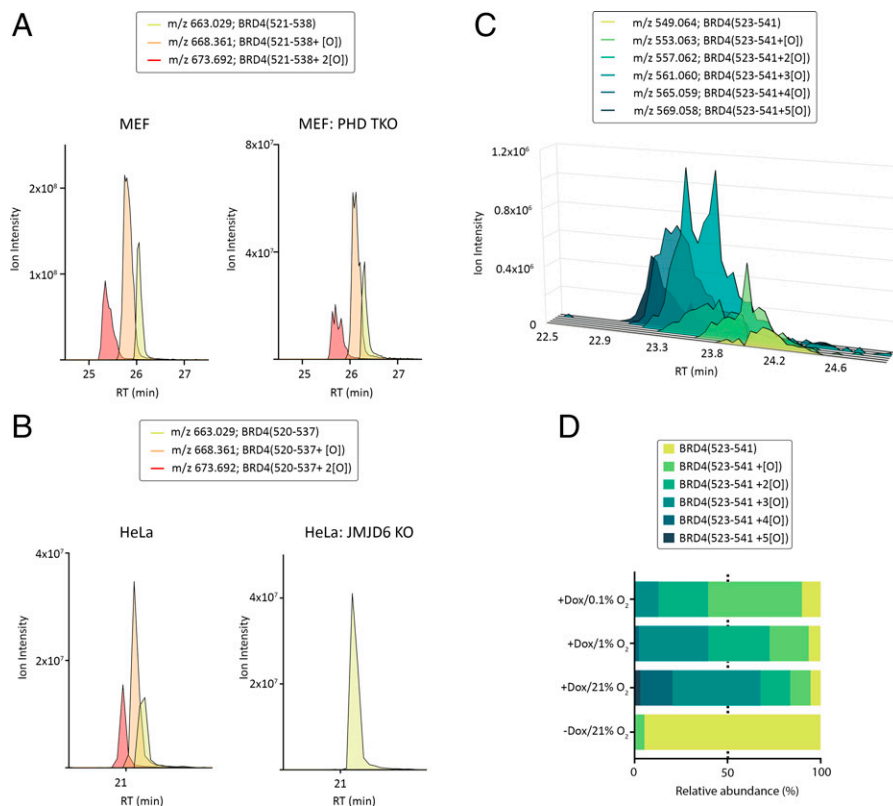 A
m/z 663.029; BRD4(521-538)
m/z 668.361; BRD4(521-538+ [O])
m/z 673.692; BRD4(521-538+ 2[O])
MEF
MEF: PHD TKO
Ion Intensity
2x10⁸
1x10⁸
25
26
27
RT (min)
Ion Intensity
8x10⁷
4x10⁷
25
26
27
RT (min)
B
m/z 663.029; BRD4(520-537)
m/z 668.361; BRD4(520-537+ [O])
m/z 673.692; BRD4(520-537+ 2[O])
HeLa
HeLa: JMJD6 KO
Ion Intensity
4x10⁷
2x10⁷
21
RT (min)
Ion Intensity
4x10⁷
2x10⁷
21
RT (min)
C
m/z 549.064; BRD4(523-541)
m/z 553.063; BRD4(523-541+[O])
m/z 557.062; BRD4(523-541+2[O])
m/z 561.060; BRD4(523-541+3[O])
m/z 565.059; BRD4(523-541+4[O])
m/z 569.058; BRD4(523-541+5[O])
Ion Intensity
1.2x10⁶
0.8x10⁶
0.4x10⁶
0
22.5
22.9
23.3
23.8
24.2
24.6
RT (min)
D
BRD4(523-541)
BRD4(523-541 +[O])
BRD4(523-541 +2[O])
BRD4(523-541 +3[O])
BRD4(523-541 +4[O])
BRD4(523-541 +5[O])
+Dox/0.1% O₂
+Dox/1% O₂
+Dox/21% O₂
-Dox/21% O₂
0
50
100
Relative abundance (%)